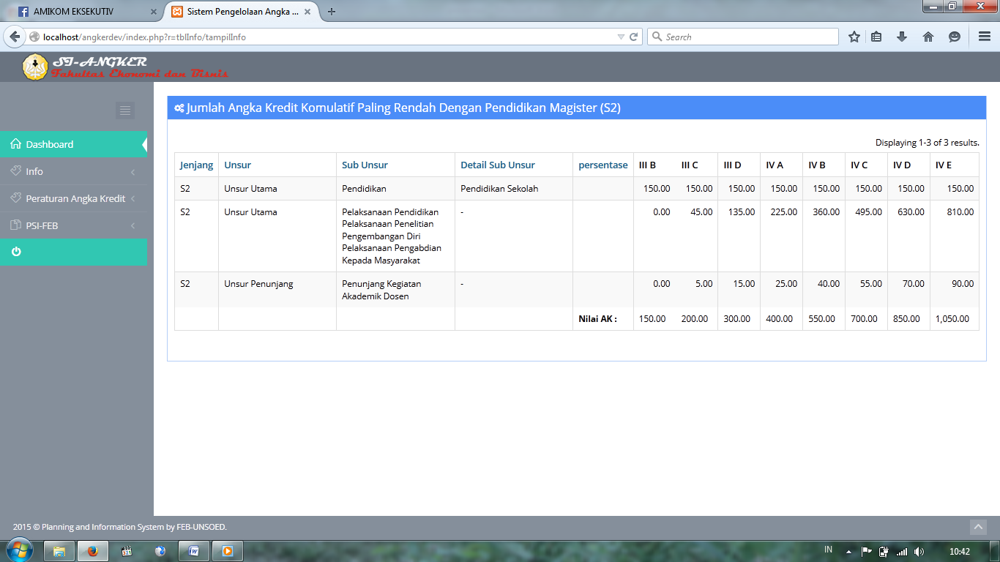 AMIKOM EKSEKUTIV
Sistem Pengelolaan Angka ...
localhost/angkerdev/index.php?r=tblInfo/tampilInfo
Search
SI-ANGKER
Fakultas Ekonomi dan Bisnis
Dashboard
Info
Peraturan Angka Kredit
PSI-FEB
Jumlah Angka Kredit Komulatif Paling Rendah Dengan Pendidikan Magister (S2)
Displaying 1-3 of 3 results.
Jenjang Unsur Sub Unsur Detail Sub Unsur persentase III B III C III D IV A IV B IV C IV D IV E
S2 Unsur Utama Pendidikan Pendidikan Sekolah 150.00 150.00 150.00 150.00 150.00 150.00 150.00 150.00
S2 Unsur Utama Pelaksanaan Pendidikan - 0.00 45.00 135.00 225.00 360.00 495.00 630.00 810.00
Pelaksanaan Penelitian
Pengembangan Diri
Pelaksanaan Pengabdian
Kepada Masyarakat
S2 Unsur Penunjang Penunjang Kegiatan - 0.00 5.00 15.00 25.00 40.00 55.00 70.00 90.00
Akademik Dosen
Nilai AK : 150.00 200.00 300.00 400.00 550.00 700.00 850.00 1,050.00
2015 © Planning and Information System by FEB-UNSOED.
IN 10:42